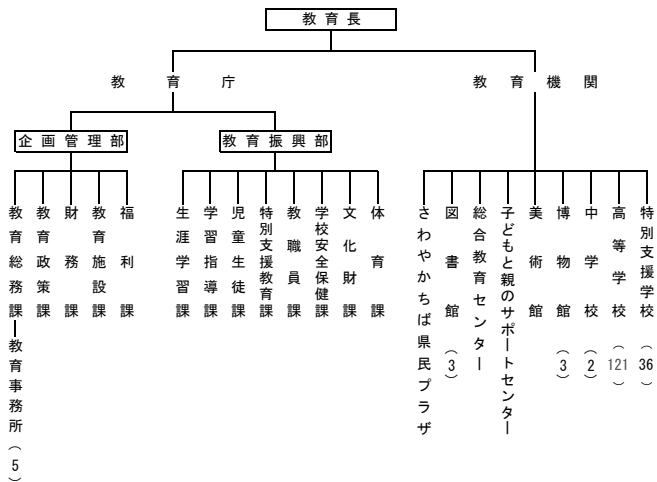 教育長
教育庁
教育機関
企画管理部
教育振興部
教育総務課
教育政策課
財務課
教育施設課
福利課
生涯学習課
学習指導課
児童生徒課
特別支援教育課
教職員課
学校安全保健課
文化財課
体育課
さわやかちば県民プラザ
図書館（3）
総合教育センター
子どもと親のサポートセンター
美術館
博物館（3）
中学校（2）
高等学校（121）
特別支援学校（36）
教育事務所（5）